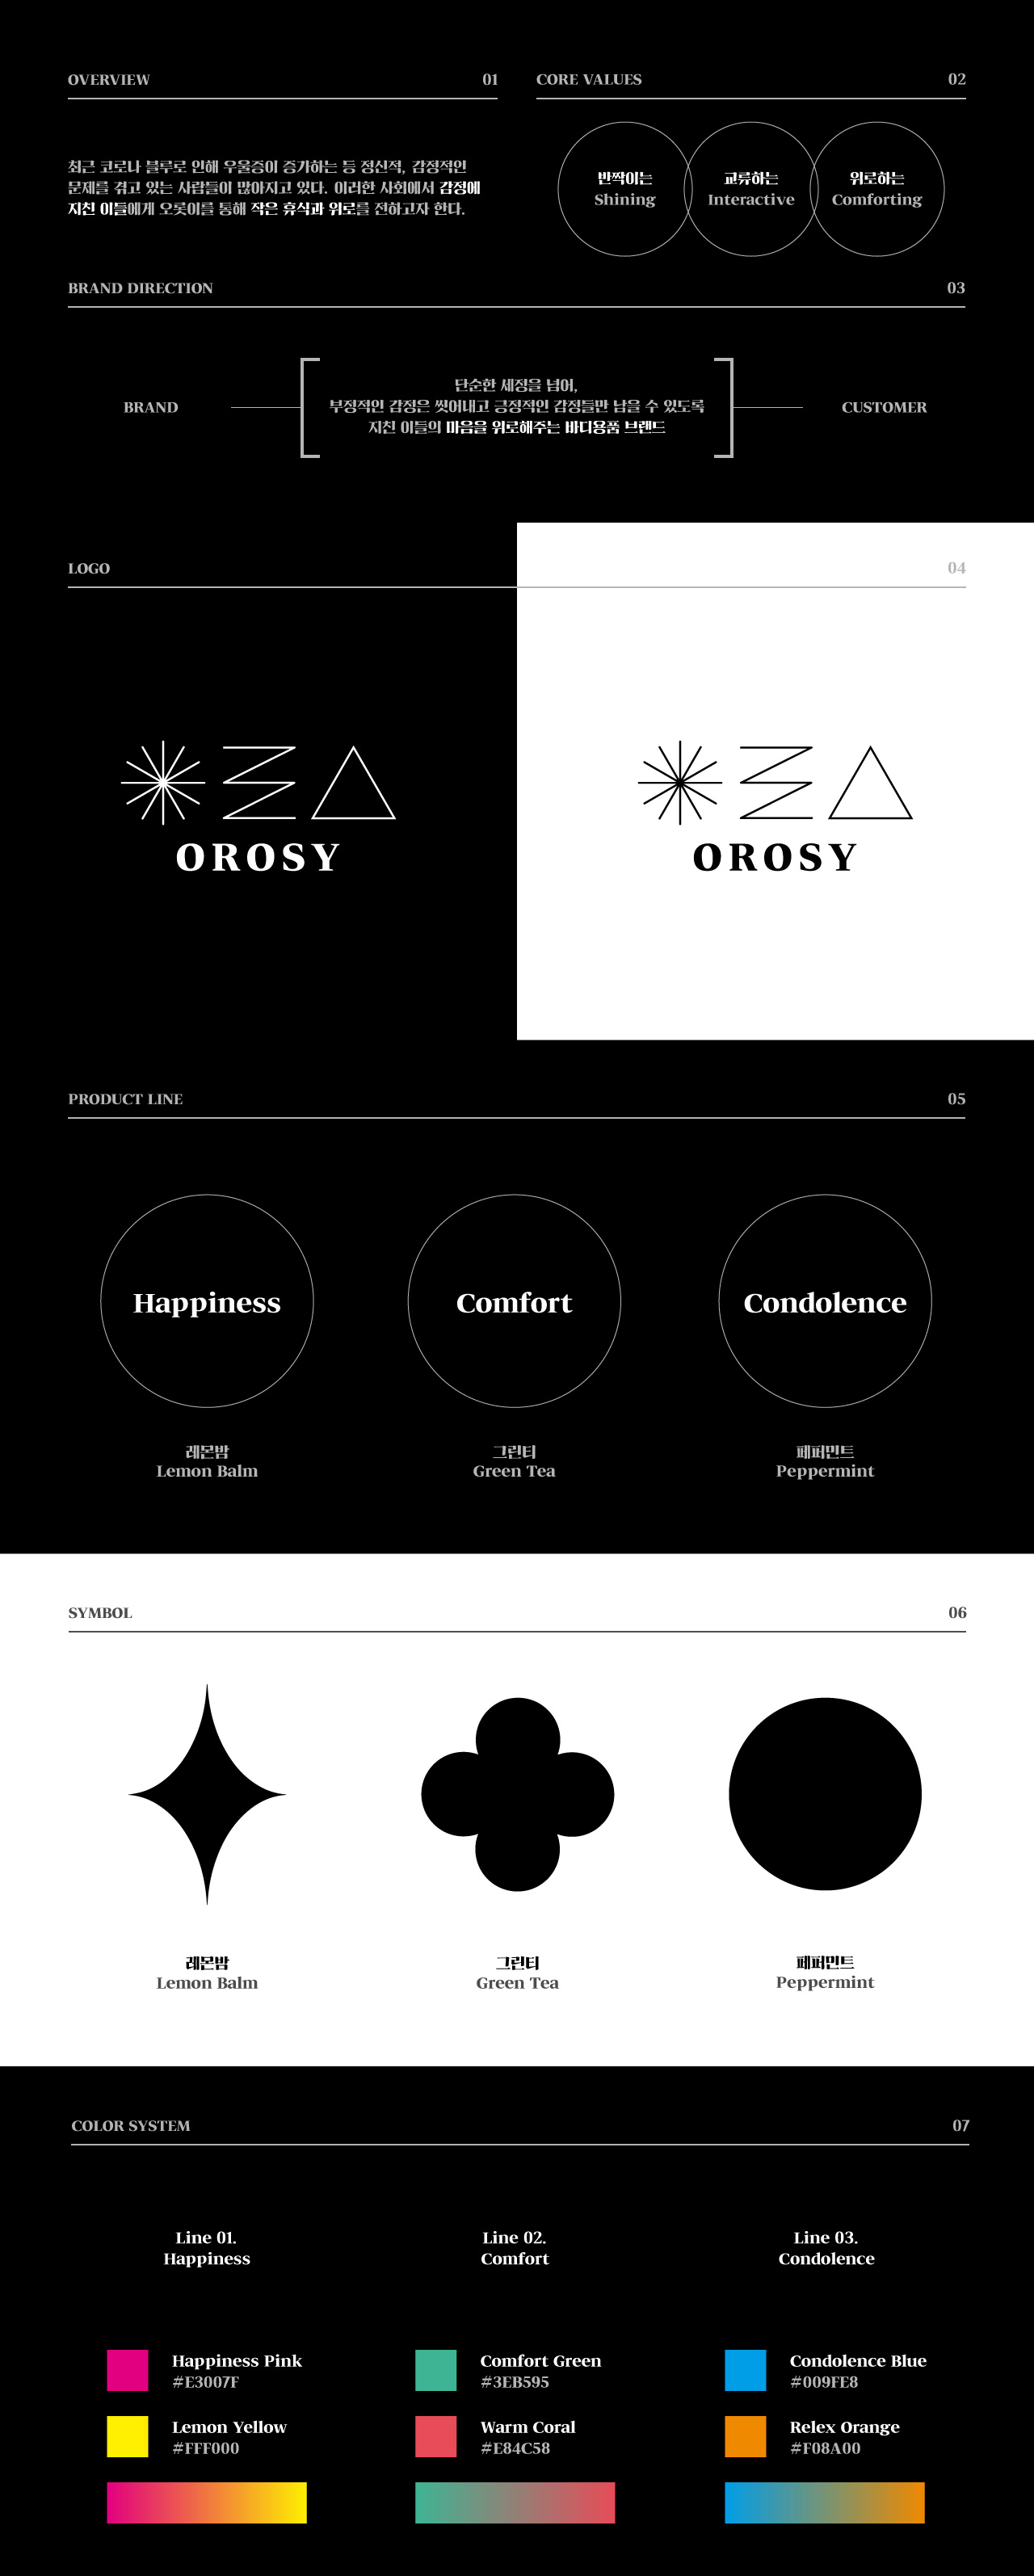 OVERVIEW 01
최근 코로나 블루로 인해 우울증이 증가하는 등 정신적, 감정적인
문제를 겪고 있는 사람들이 많아지고 있다. 이러한 사회에서 감정에
지친 이들에게 오롯이를 통해 작은 휴식과 위로를 전하고자 한다.
CORE VALUES 02
반짝이는
Shining
교류하는
Interactive
위로하는
Comforting
BRAND DIRECTION 03
BRAND
단순한 세정을 넘어,
부정적인 감정은 씻어내고 긍정적인 감정들만 남을 수 있도록
지친 이들의 마음을 위로해주는 바디용품 브랜드
CUSTOMER
LOGO 04
OROSY
OROSY
PRODUCT LINE 05
Happiness
레몬밤
Lemon Balm
Comfort
그린티
Green Tea
Condolence
페퍼민트
Peppermint
SYMBOL 06
레몬밤
Lemon Balm
그린티
Green Tea
페퍼민트
Peppermint
COLOR SYSTEM 07
Line 01.
Happiness
Happiness Pink
#E3007F
Lemon Yellow
#FFF000
Line 02.
Comfort
Comfort Green
#3EB595
Warm Coral
#E84C58
Line 03.
Condolence
Condolence Blue
#009FE8
Relex Orange
#F08A00